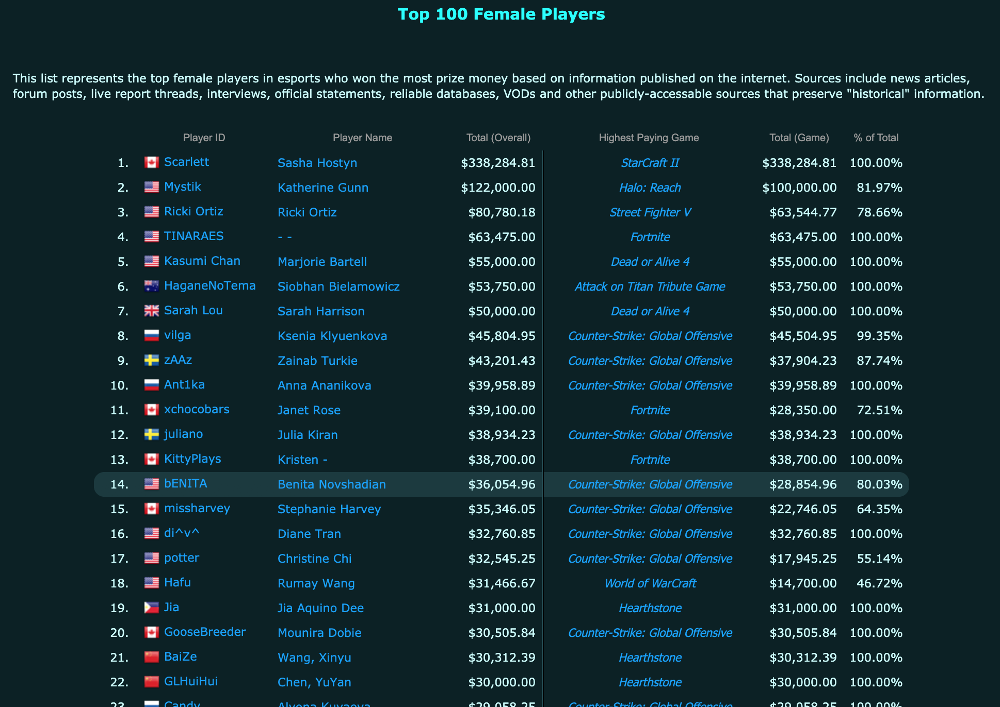 Top 100 Female Players
This list represents the top female players in esports who won the most prize money based on information published on the internet. Sources include news articles,
forum posts, live report threads, interviews, official statements, reliable databases, VODs and other publicly-accessable sources that preserve "historical" information.
Player ID Player Name Total (Overall) Highest Paying Game Total (Game) % of Total
1. Scarlett Sasha Hostyn $338,284.81 StarCraft II $338,284.81 100.00%
2. Mystik Katherine Gunn $122,000.00 Halo: Reach $100,000.00 81.97%
3. Ricki Ortiz Ricki Ortiz $80,780.18 Street Fighter V $63,544.77 78.66%
4. TINARAES - - $63,475.00 Fortnite $63,475.00 100.00%
5. Kasumi Chan Marjorie Bartell $55,000.00 Dead or Alive 4 $55,000.00 100.00%
6. HaganeNoTema Siobhan Bielamowicz $53,750.00 Attack on Titan Tribute Game $53,750.00 100.00%
7. Sarah Lou Sarah Harrison $50,000.00 Dead or Alive 4 $50,000.00 100.00%
8. vilga Ksenia Klyuenkova $45,804.95 Counter-Strike: Global Offensive $45,504.95 99.35%
9. zAAz Zainab Turkie $43,201.43 Counter-Strike: Global Offensive $37,904.23 87.74%
10. Ant1ka Anna Ananikova $39,958.89 Counter-Strike: Global Offensive $39,958.89 100.00%
11. xchocobars Janet Rose $39,100.00 Fortnite $28,350.00 72.51%
12. juliano Julia Kiran $38,934.23 Counter-Strike: Global Offensive $38,934.23 100.00%
13. KittyPlays Kristen - $38,700.00 Fortnite $38,700.00 100.00%
14. bENITA Benita Novshadian $36,054.96 Counter-Strike: Global Offensive $28,854.96 80.03%
15. missharvey Stephanie Harvey $35,346.05 Counter-Strike: Global Offensive $22,746.05 64.35%
16. di^v^ Diane Tran $32,760.85 Counter-Strike: Global Offensive $32,760.85 100.00%
17. potter Christine Chi $32,545.25 Counter-Strike: Global Offensive $17,945.25 55.14%
18. Hafu Rumay Wang $31,466.67 World of WarCraft $14,700.00 46.72%
19. Jia Jia Aquino Dee $31,000.00 Hearthstone $31,000.00 100.00%
20. GooseBreeder Mounira Dobie $30,505.84 Counter-Strike: Global Offensive $30,505.84 100.00%
21. BaiZe Wang, Xinyu $30,312.39 Hearthstone $30,312.39 100.00%
22. GLHuiHui Chen, YuYan $30,000.00 Hearthstone $30,000.00 100.00%
23. Candy Alyona Kuvaeva $29,058.25 Counter-Strike: Global Offensive $29,058.25 100.00%